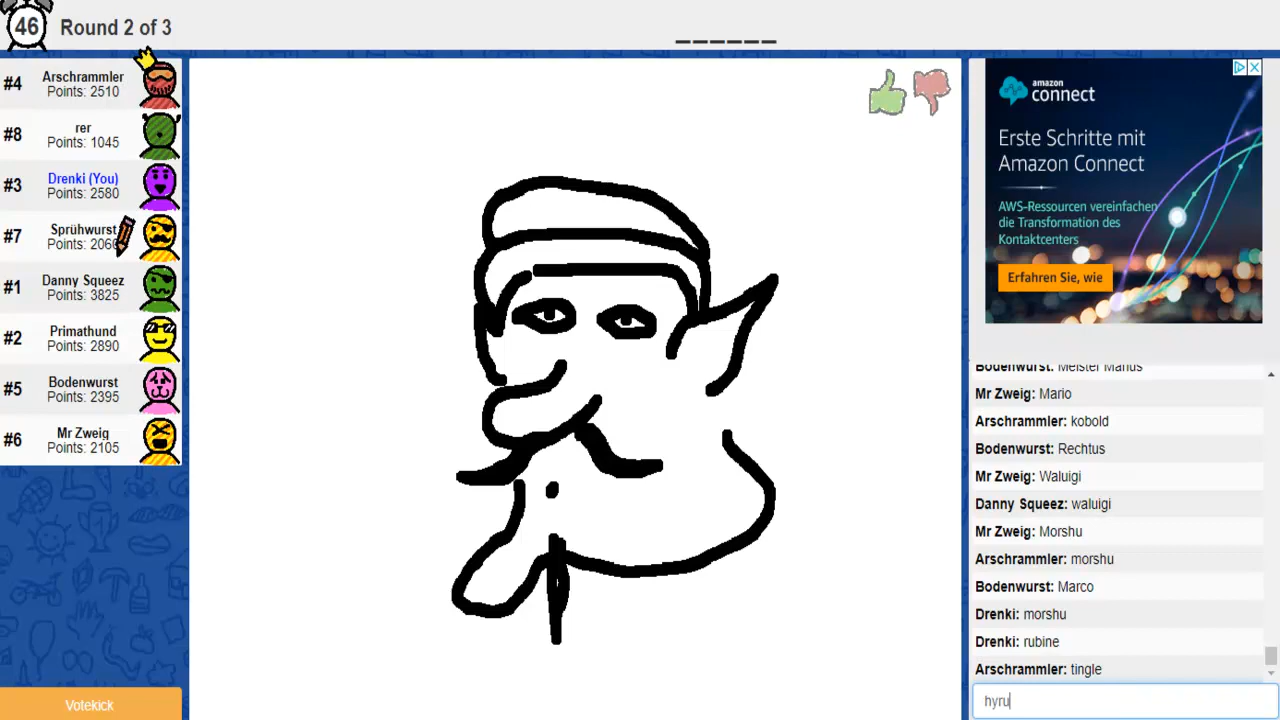 46
Round 2 of 3
______
#4 Arschrammler
Points: 2510
#8 rer
Points: 1045
#3 Drenki (You)
Points: 2580
#7 Sprühwurst
Points: 2060
#1 Danny Squeez
Points: 3825
#2 Primathund
Points: 2890
#5 Bodenwurst
Points: 2395
#6 Mr Zweig
Points: 2105
Votekick
amazon
connect
Erste Schritte mit
Amazon Connect
AWS-Ressourcen vereinfachen
die Transformation des
Kontaktcenters
Erfahren Sie, wie
Bodenwurst: Meister Marius
Mr Zweig: Mario
Arschrammler: kobold
Bodenwurst: Rechtus
Mr Zweig: Waluigi
Danny Squeez: waluigi
Mr Zweig: Morshu
Arschrammler: morshu
Bodenwurst: Marco
Drenki: morshu
Drenki: rubine
Arschrammler: tingle
hyru